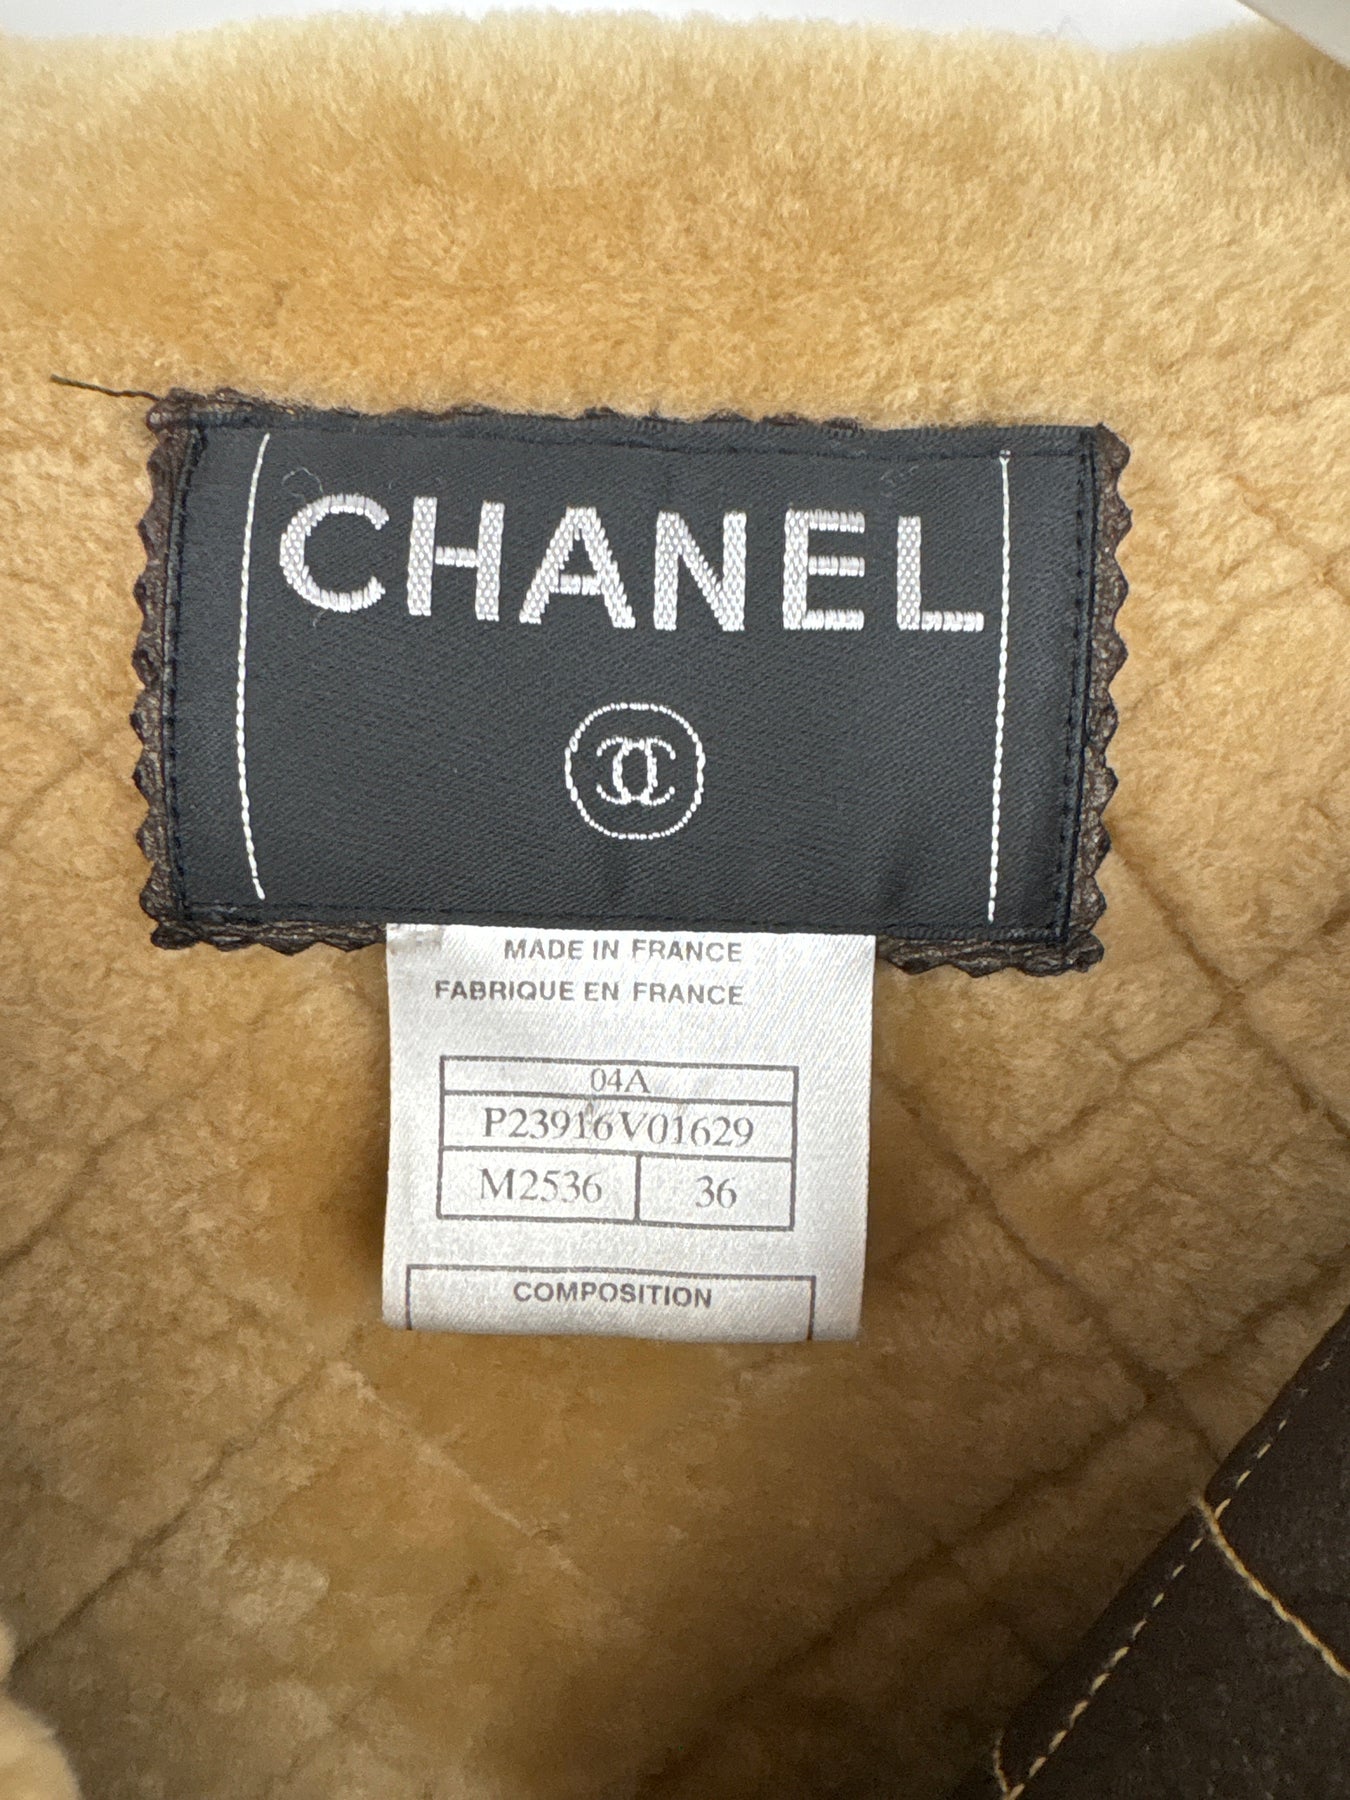 CHANEL
MADE IN FRANCE
FABRIQUE EN FRANCE
04A
P23916V01629
M2536 36
COMPOSITION